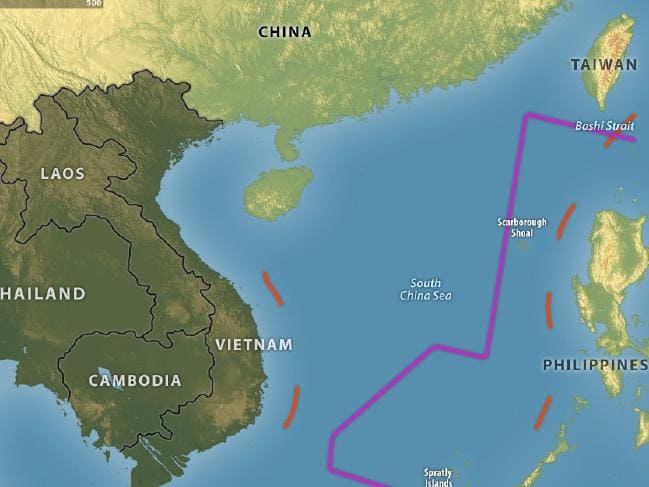 500
CHINA
TAIWAN
Bashi Strait
LAOS
Scarborough
Shoal
South
China Sea
HAILAND
VIETNAM
PHILIPPINES
CAMBODIA
Spratly
Islands